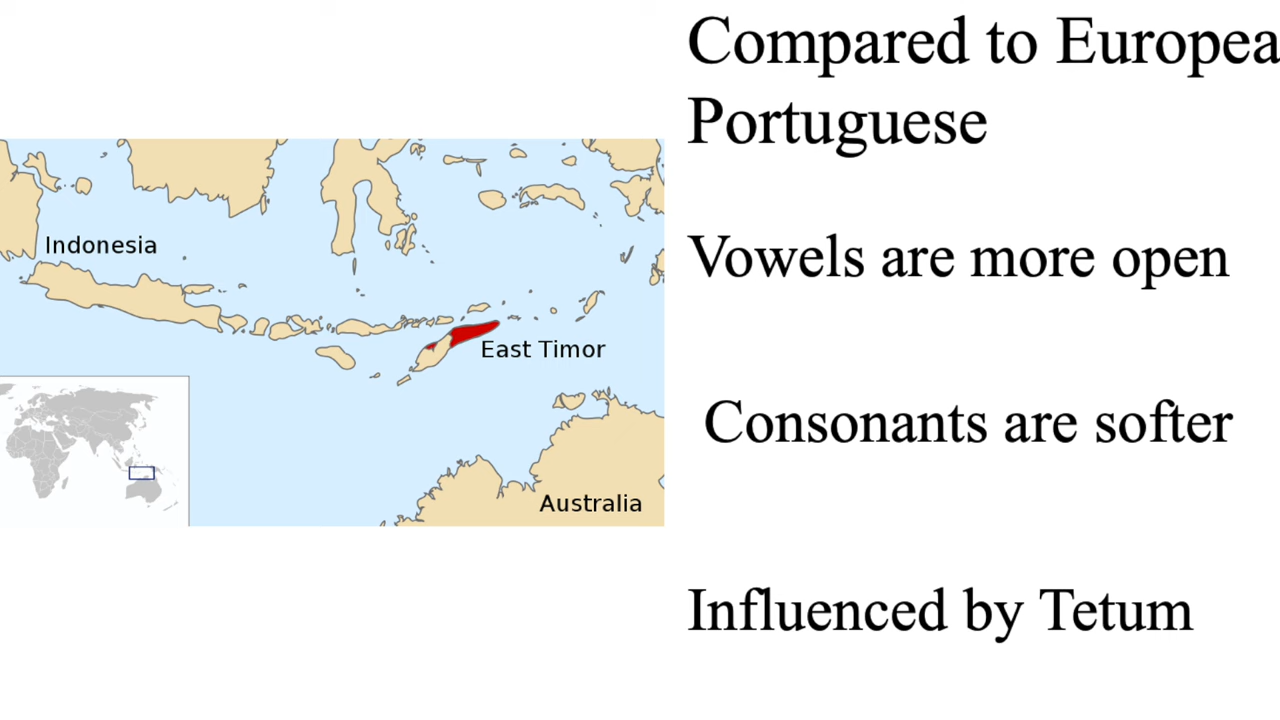 Compared to Europea
Portuguese
Vowels are more open
Consonants are softer
Influenced by Tetum
Indonesia
East Timor
Australia